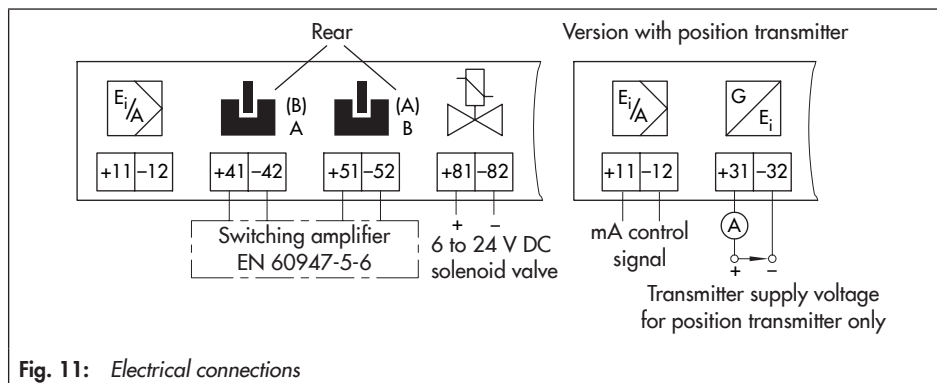 Rear
Version with position transmitter
Ei/A
(B)
A
(A)
B
Ei/A
G
Ei
+11 –12
+41 –42
+51 –52
+81 –82
+11 –12
+31 –32
Switching amplifier
EN 60947-5-6
+ –
6 to 24 V DC
solenoid valve
mA control
signal
A
+ –
Transmitter supply voltage
for position transmitter only
Fig. 11: Electrical connections